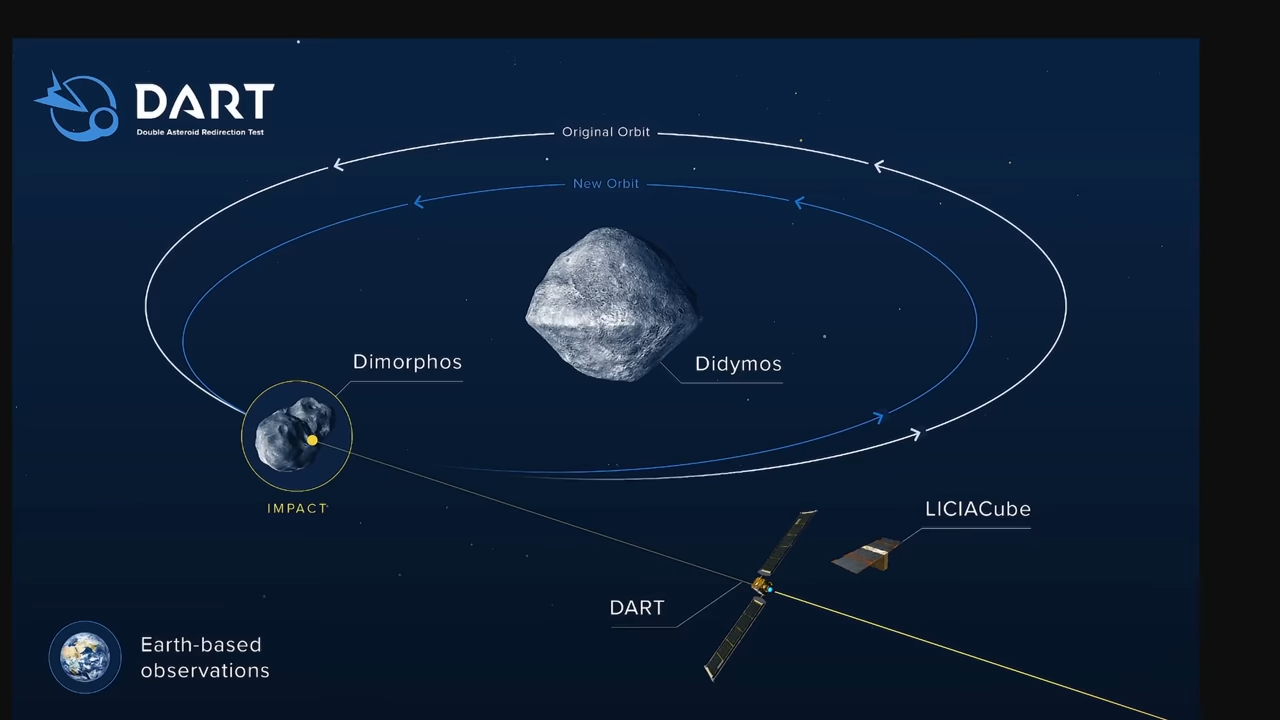 DART
Double Asteroid Redirection Test
Original Orbit
New Orbit
Dimorphos
Didymos
IMPACT
LICIACube
DART
Earth-based
observations